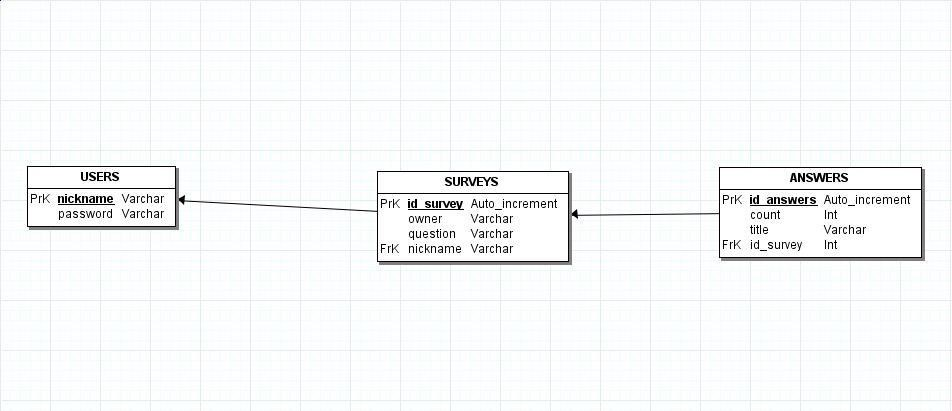 USERS
PrK nickname Varchar
password Varchar
SURVEYS
PrK id_survey Auto_increment
owner Varchar
question Varchar
FrK nickname Varchar
ANSWERS
PrK id_answers Auto_increment
count Int
title Varchar
FrK id_survey Int